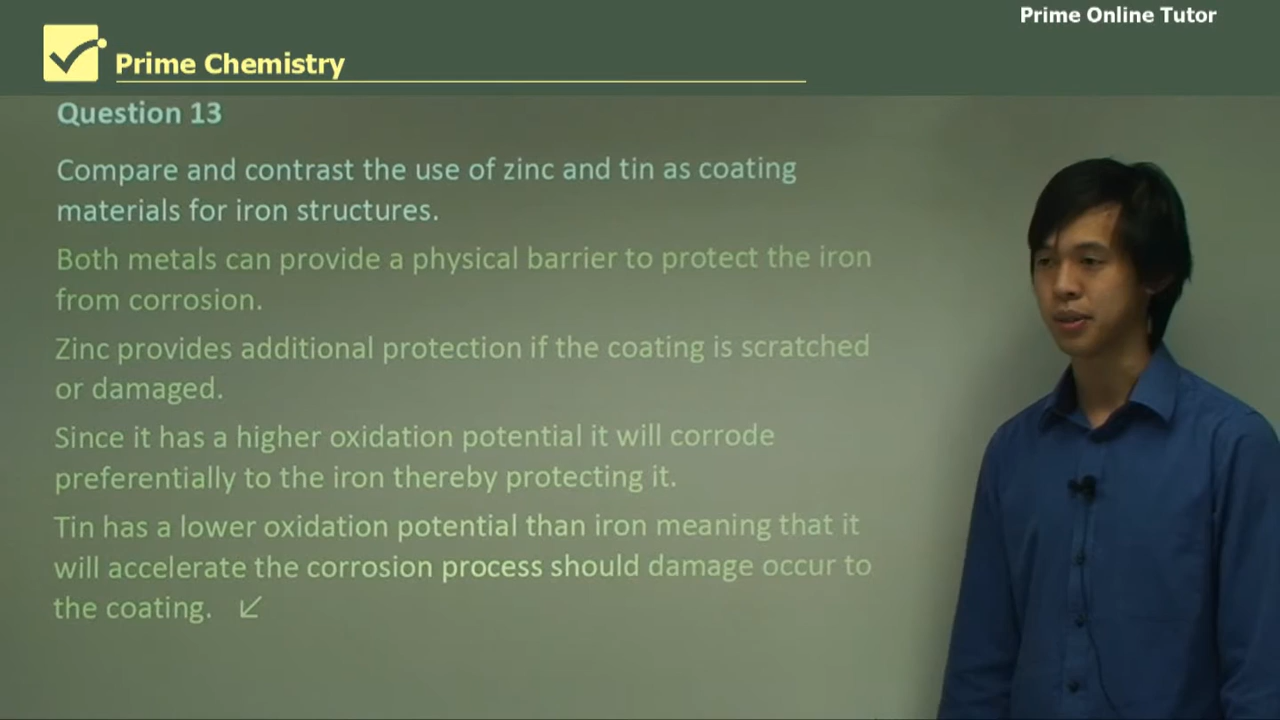 Prime Online Tutor
Prime Chemistry
Question 13
Compare and contrast the use of zinc and tin as coating
materials for iron structures.
Both metals can provide a physical barrier to protect the iron
from corrosion.
Zinc provides additional protection if the coating is scratched
or damaged.
Since it has a higher oxidation potential it will corrode
preferentially to the iron thereby protecting it.
Tin has a lower oxidation potential than iron meaning that it
will accelerate the corrosion process should damage occur to
the coating.